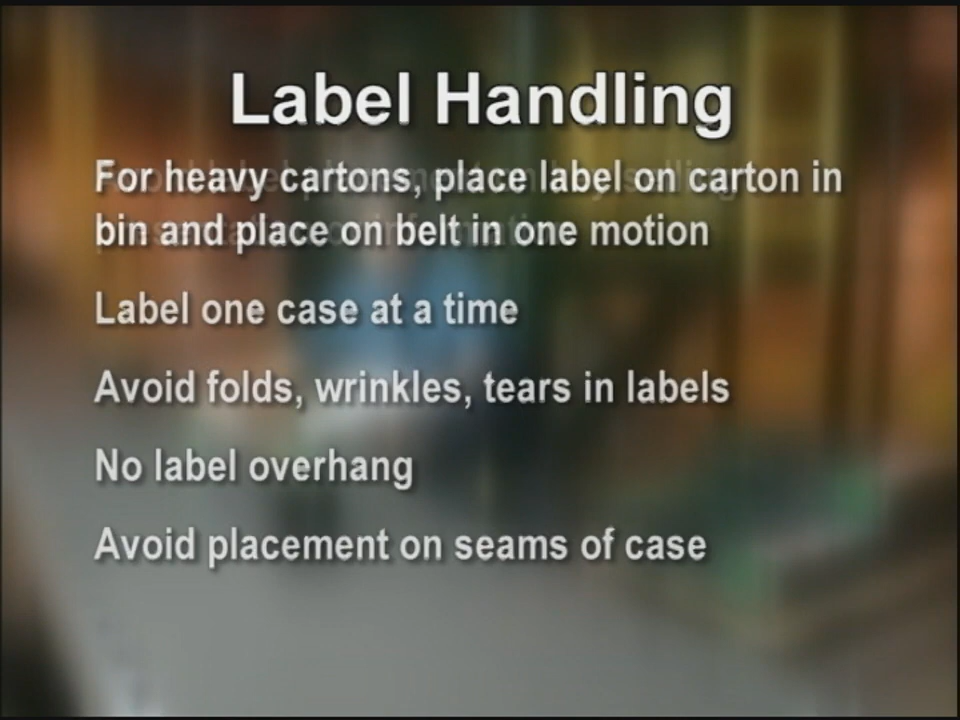 Label Handling
For heavy cartons, place label on carton in
bin and place on belt in one motion
Label one case at a time
Avoid folds, wrinkles, tears in labels
No label overhang
Avoid placement on seams of case